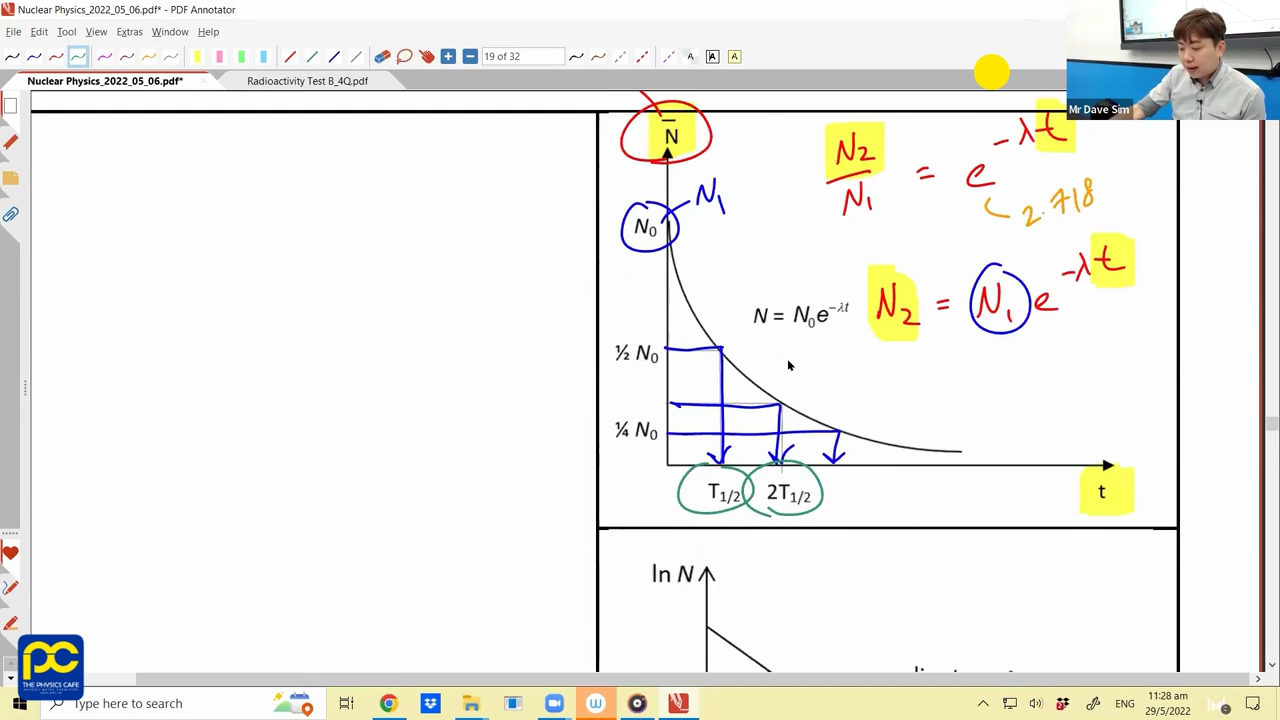 Nuclear Physics_2022_05_06.pdf* - PDF Annotator
File Edit Tool View Extras Window Help
19 of 32
Nuclear Physics_2022_05_06.pdf*
Radioactivity Test B_4Q.pdf
Mr Dave Sim
N
N₀
N₁
N₂/N₁ = e^-λt
2.718
N = N₀e^-λt
N₂ = N₁ e^-λt
½ N₀
¼ N₀
T₁/₂
2T₁/₂
t
ln N
pc
THE PHYSICS CAFE
Type here to search
ENG
11:28 am
29/5/2022